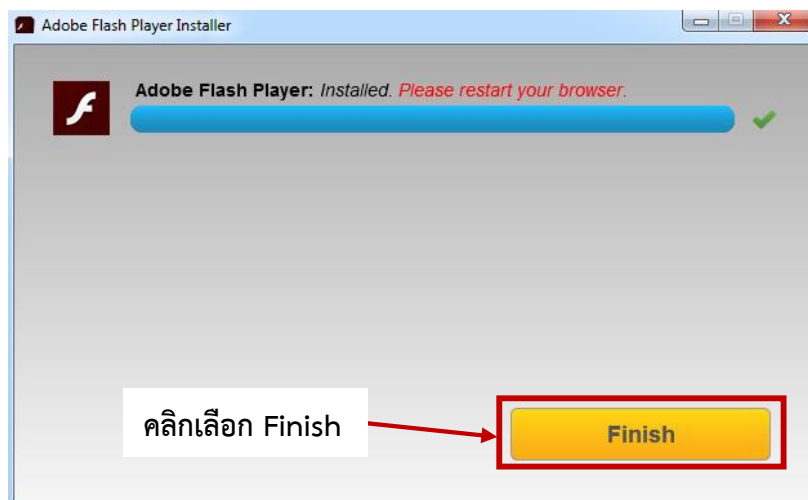 Adobe Flash Player Installer
Adobe Flash Player: Installed. Please restart your browser.
คลิกเลือก Finish
Finish